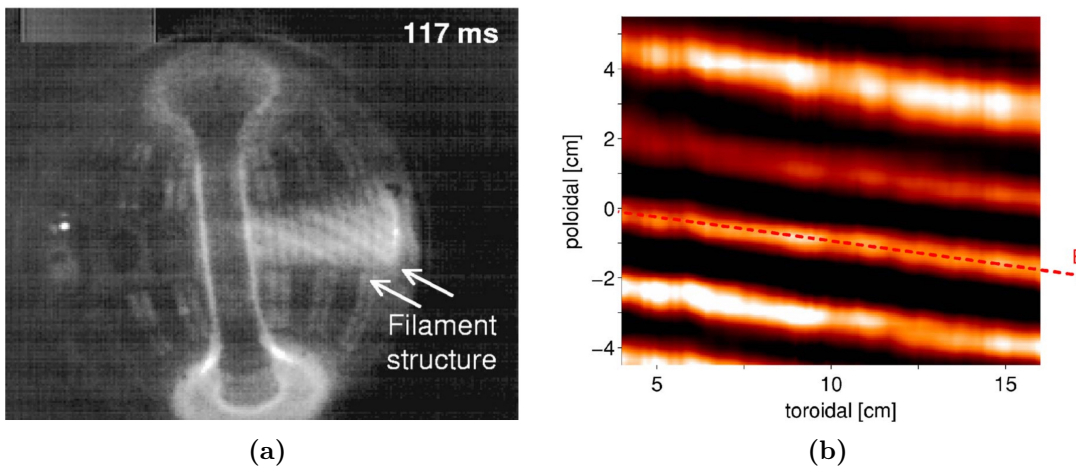 117 ms
Filament
structure
(a)
poloidal [cm]
4
2
0
−2
−4
5
10
15
toroidal [cm]
(b)